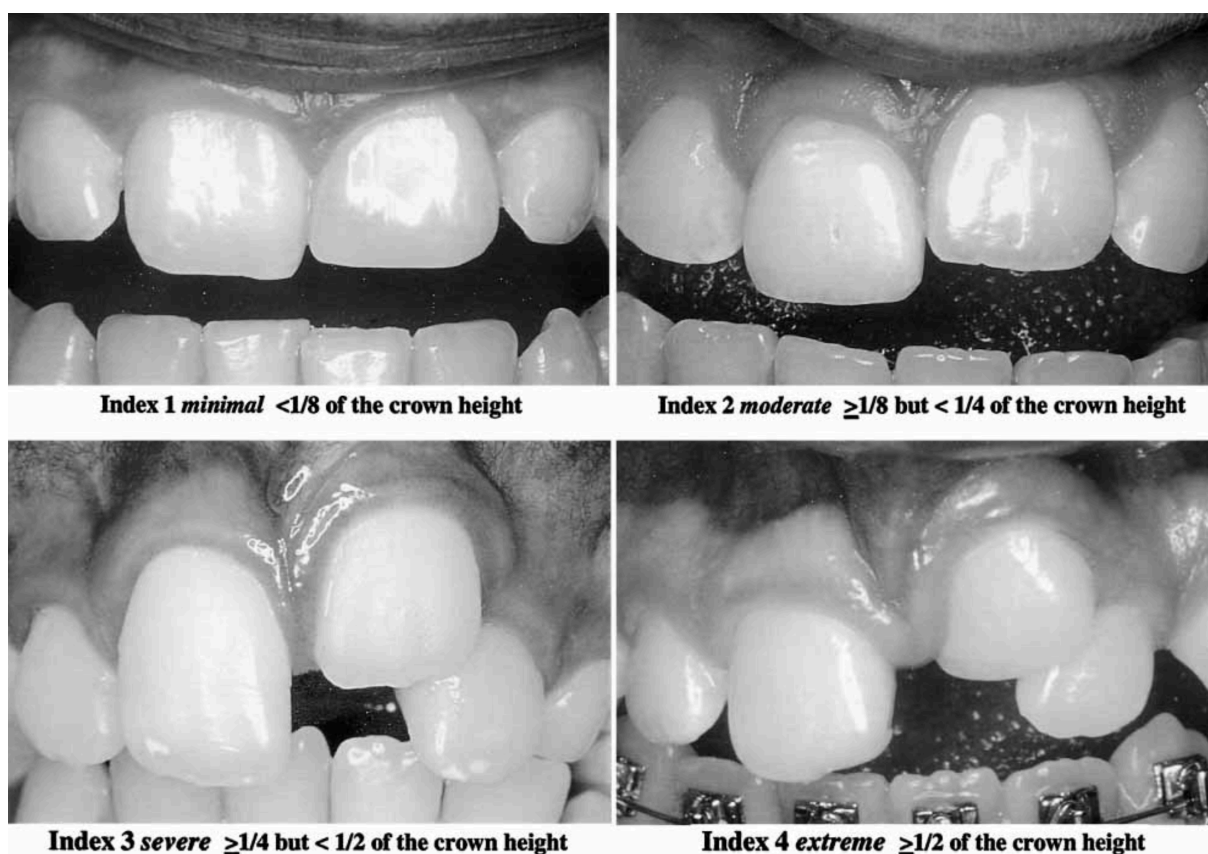 Index 1 minimal <1/8 of the crown height
Index 2 moderate ≥1/8 but < 1/4 of the crown height
Index 3 severe ≥1/4 but < 1/2 of the crown height
Index 4 extreme ≥1/2 of the crown height